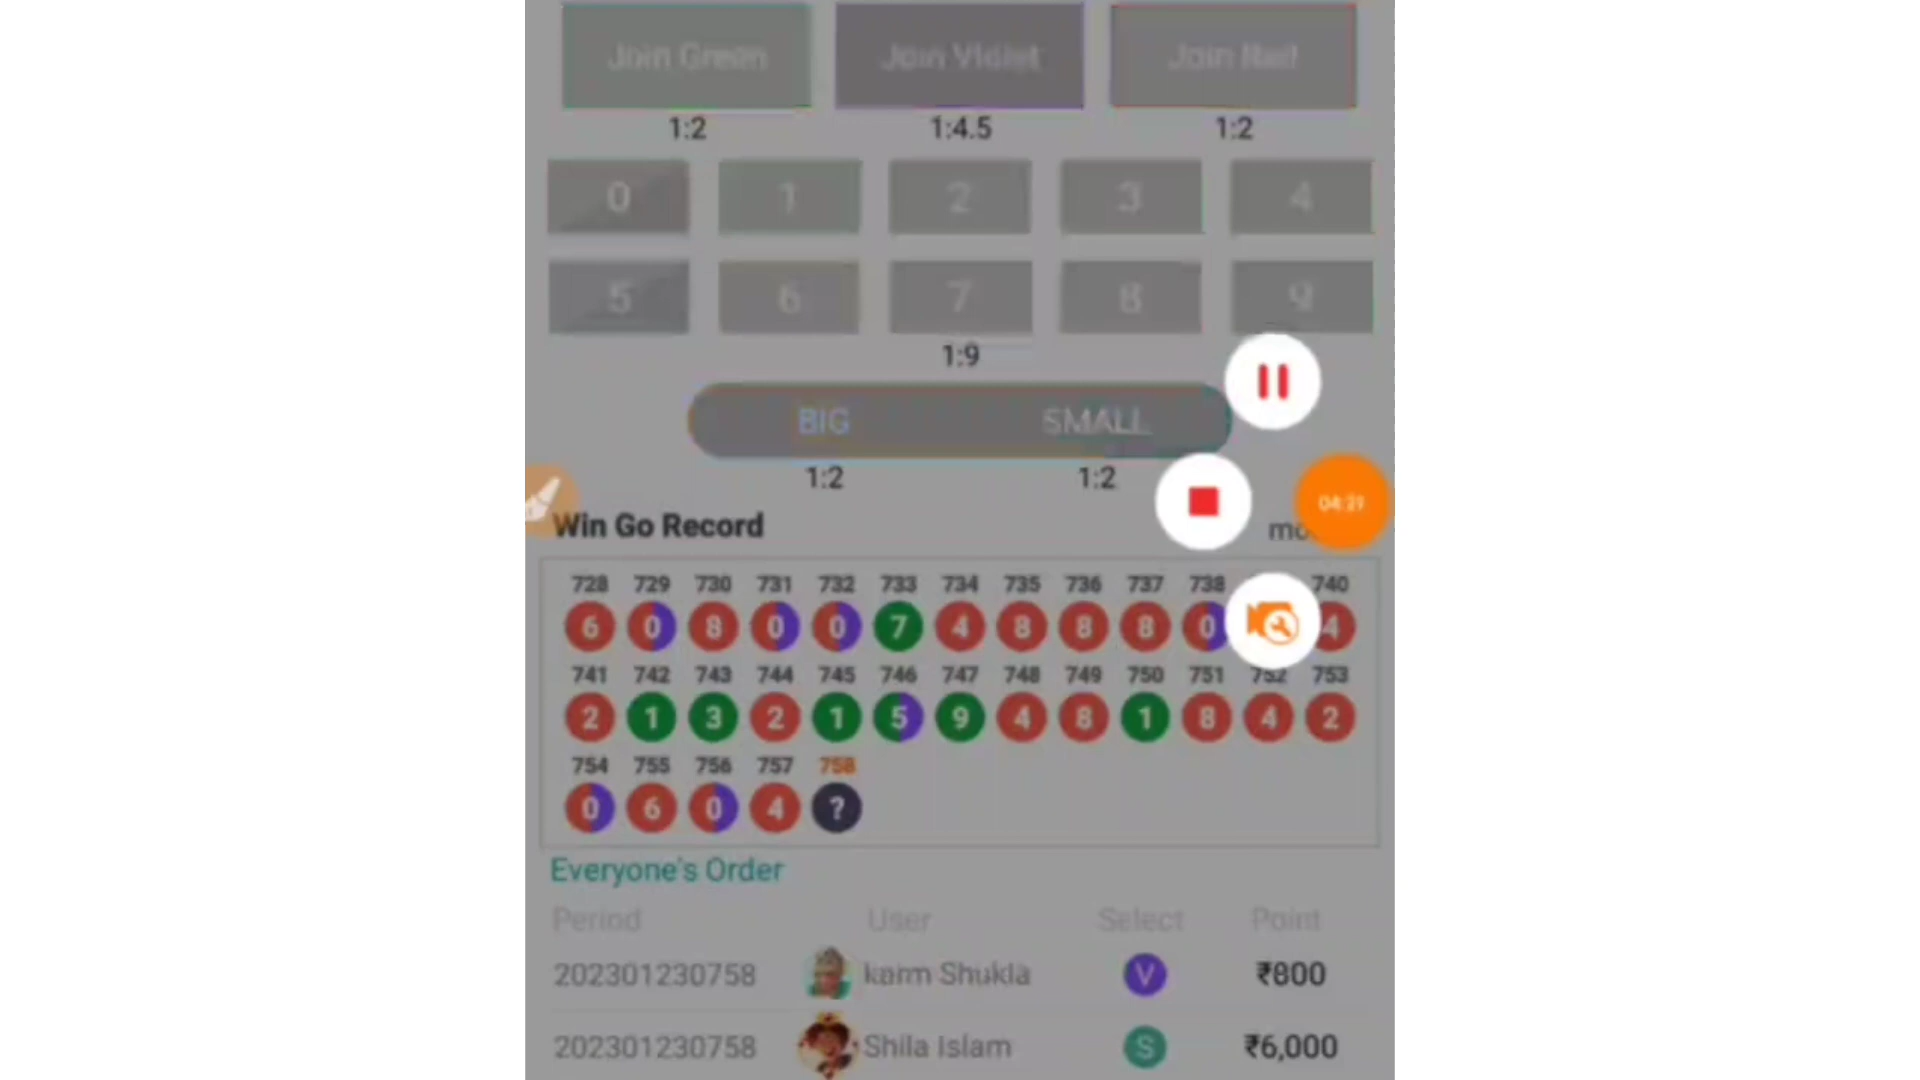 Join Green Join Violet Join Red
1:2 1:4.5 1:2
0 1 2 3 4
5 6 7 8 9
1:9
BIG SMALL
1:2 1:2
04:21
Win Go Record
728 729 730 731 732 733 734 735 736 737 738 740
6 0 8 0 0 7 4 8 8 8 0 4
741 742 743 744 745 746 747 748 749 750 751 752 753
2 1 3 2 1 5 9 4 8 1 8 4 2
754 755 756 757 758
0 6 0 4 ?
Everyone's Order
Period User Select Point
202301230758 Shukla V ₹800
202301230758 Shila Islam S ₹6,000